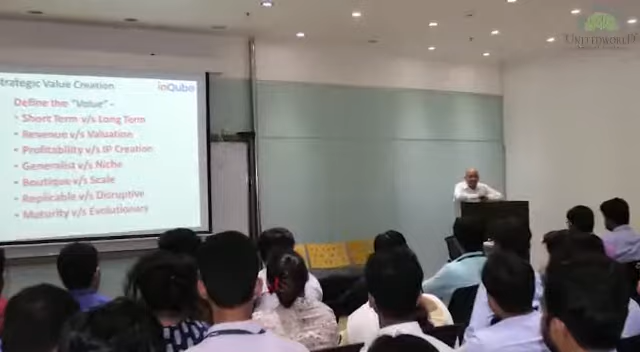 Strategic Value Creation
inQube
Define the "Value" -
• Short Term v/s Long Term
• Revenue v/s Valuation
• Profitability v/s IP Creation
• Generalist v/s Niche
• Boutique v/s Scale
• Replicable v/s Disruptive
• Maturity v/s Evolutionary
UNITEDWORLD